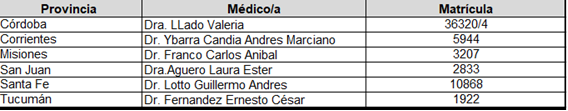 Provincia Médico/a Matrícula
Córdoba Dra. LLado Valeria 36320/4
Corrientes Dr. Ybarra Candia Andres Marciano 5944
Misiones Dr. Franco Carlos Anibal 3207
San Juan Dra.Aguero Laura Ester 2833
Santa Fe Dr. Lotto Guillermo Andres 10868
Tucumán Dr. Fernandez Ernesto César 1922